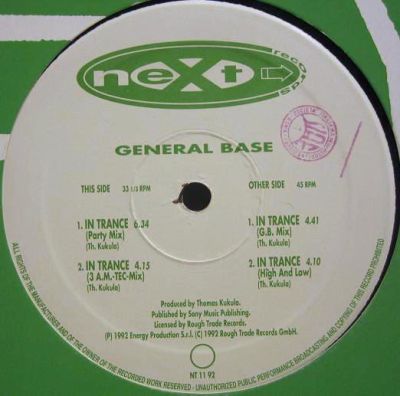 next
records
GENERAL BASE
THIS SIDE 33 1/3 RPM
1. IN TRANCE 6.34
(Party Mix)
(Th. Kukula)
2. IN TRANCE 4.15
(3 A.M.-TEC-Mix)
(Th. Kukula)
OTHER SIDE 45 RPM
1. IN TRANCE 4.41
(G.B. Mix)
(Th. Kukula)
2. IN TRANCE 4.10
(High And Low)
(Th. Kukula)
Produced by Thomas Kukula.
Published by Sony Music Publishing.
Licensed by Rough Trade Records.
(P) 1992 Energy Production S.r.l. (C) 1992 Rough Trade Records GmbH.
NT 11 92
ALL RIGHTS OF THE MANUFACTURER AND OF THE OWNER OF THE RECORDED WORK RESERVED - UNAUTHORIZED PUBLIC PERFORMANCE BROADCASTING AND COPYING OF THIS RECORD PROHIBITED